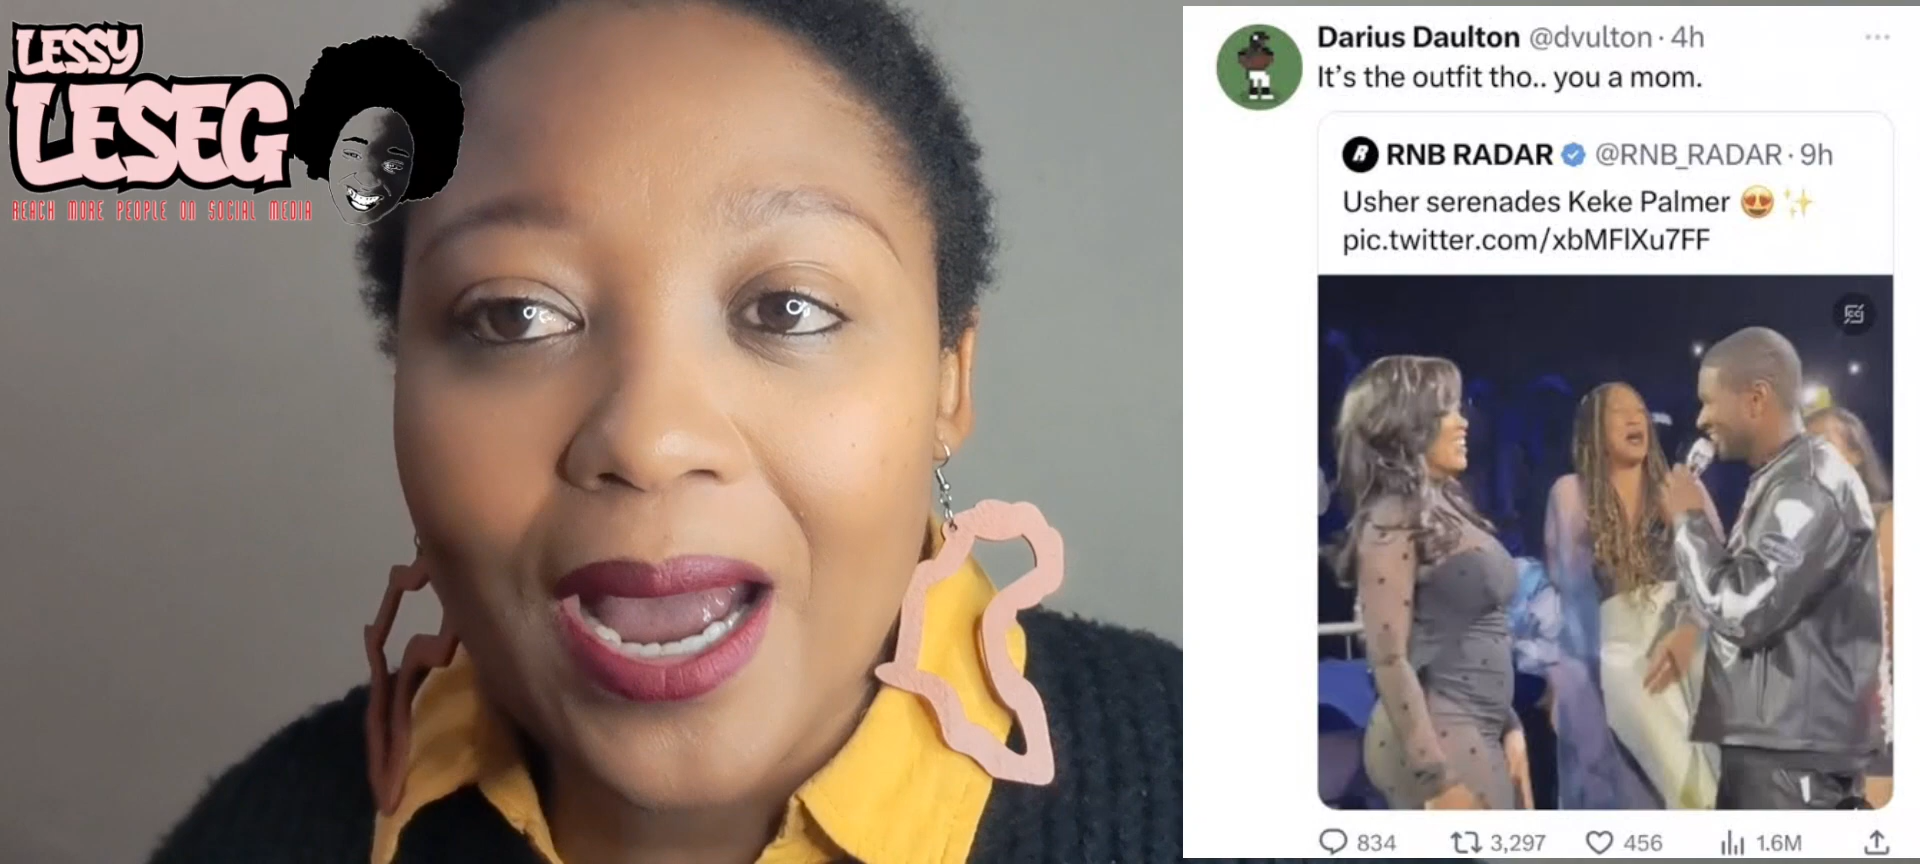 LESSY
LESEG
REACH MORE PEOPLE ON SOCIAL MEDIA
Darius Daulton @dvulton · 4h
It's the outfit tho.. you a mom.
RNB RADAR @RNB_RADAR · 9h
Usher serenades Keke Palmer 😍✨
pic.twitter.com/xbMFlXu7FF
834 3,297 456 1.6M